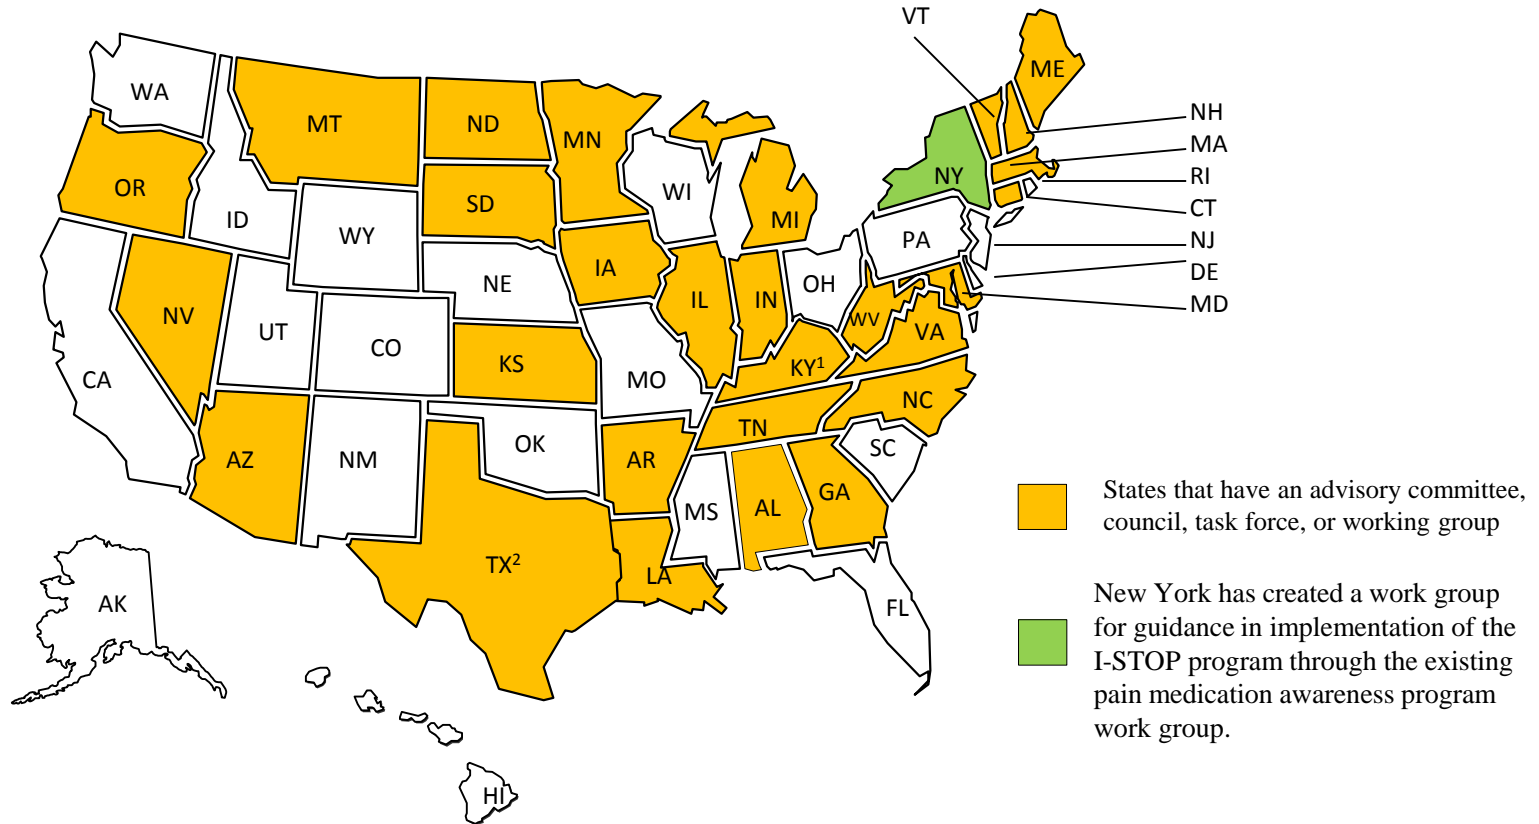 VT
ME
WA
MT
ND
MN
NH
MA
OR
ID
SD
WI
NY
RI
MI
CT
WY
PA
NJ
IA
NE
OH
DE
IL
IN
MD
NV
UT
CO
WV
VA
KS
KY¹
CA
MO
NC
TN
OK
SC
AZ
NM
AR
GA
MS
AL
TX²
LA
AK
FL
HI
States that have an advisory committee,
council, task force, or working group
New York has created a work group
for guidance in implementation of the
I-STOP program through the existing
pain medication awareness program
work group.